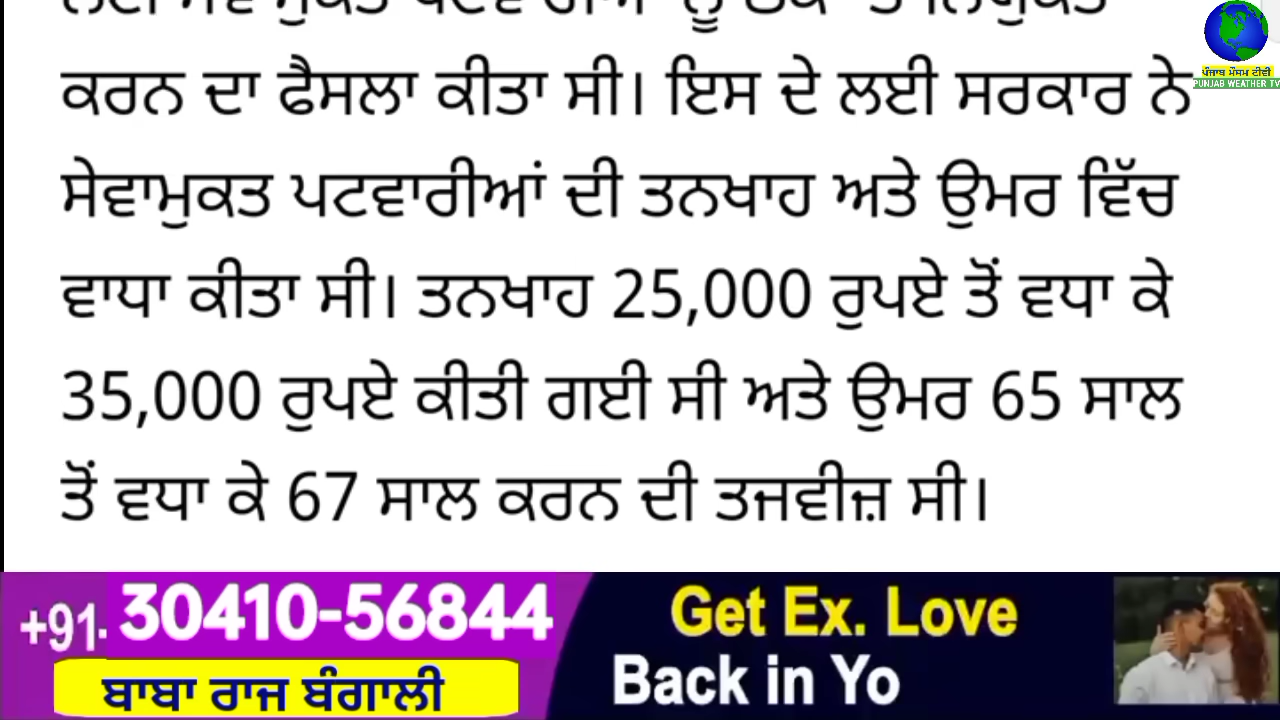 ਨੂੰ
ਕਰਨ ਦਾ ਫੈਸਲਾ ਕੀਤਾ ਸੀ। ਇਸ ਦੇ ਲਈ ਸਰਕਾਰ ਨੇ
ਸੇਵਾਮੁਕਤ ਪਟਵਾਰੀਆਂ ਦੀ ਤਨਖਾਹ ਅਤੇ ਉਮਰ ਵਿੱਚ
ਵਾਧਾ ਕੀਤਾ ਸੀ। ਤਨਖਾਹ 25,000 ਰੁਪਏ ਤੋਂ ਵਧਾ ਕੇ
35,000 ਰੁਪਏ ਕੀਤੀ ਗਈ ਸੀ ਅਤੇ ਉਮਰ 65 ਸਾਲ
ਤੋਂ ਵਧਾ ਕੇ 67 ਸਾਲ ਕਰਨ ਦੀ ਤਜਵੀਜ਼ ਸੀ।
ਪੰਜਾਬ ਮੌਸਮ ਟੀਵੀ
PUNJAB WEATHER TV
+91- 30410-56844
ਬਾਬਾ ਰਾਜ ਬੰਗਾਲੀ
Get Ex. Love
Back in Yo